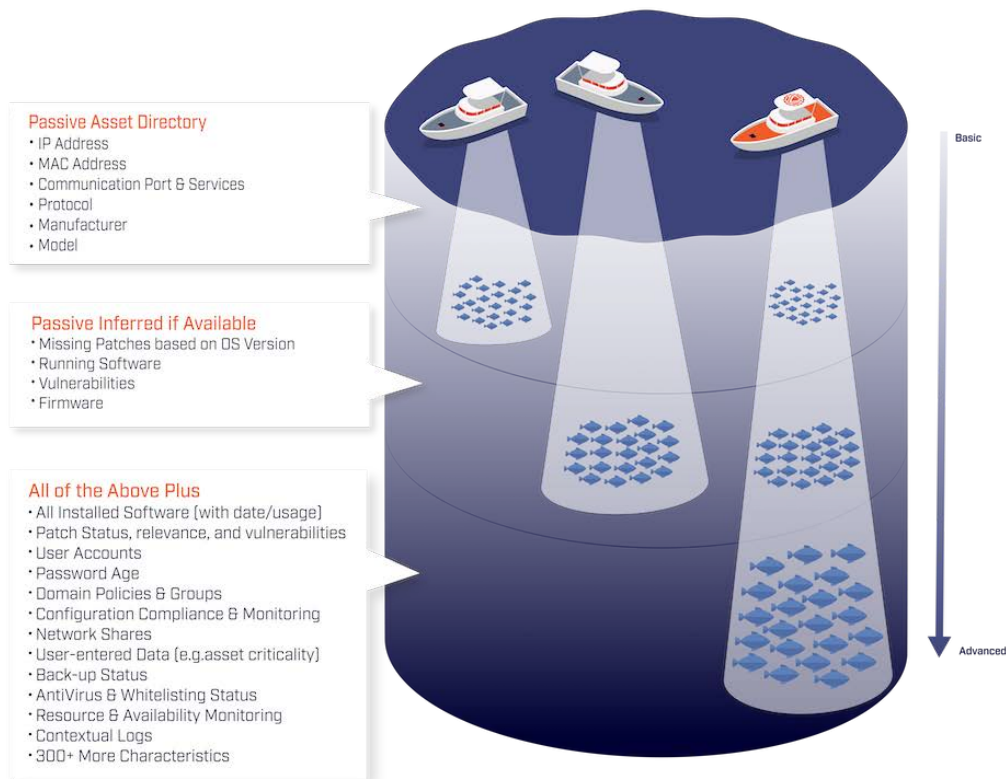 Passive Asset Directory
• IP Address
• MAC Address
• Communication Port & Services
• Protocol
• Manufacturer
• Model
Passive Inferred if Available
• Missing Patches based on OS Version
• Running Software
• Vulnerabilities
• Firmware
All of the Above Plus
• All Installed Software (with date/usage)
• Patch Status, relevance, and vulnerabilities
• User Accounts
• Password Age
• Domain Policies & Groups
• Configuration Compliance & Monitoring
• Network Shares
• User-entered Data (e.g.asset criticality)
• Back-up Status
• AntiVirus & Whitelisting Status
• Resource & Availability Monitoring
• Contextual Logs
• 300+ More Characteristics
Basic
Advanced